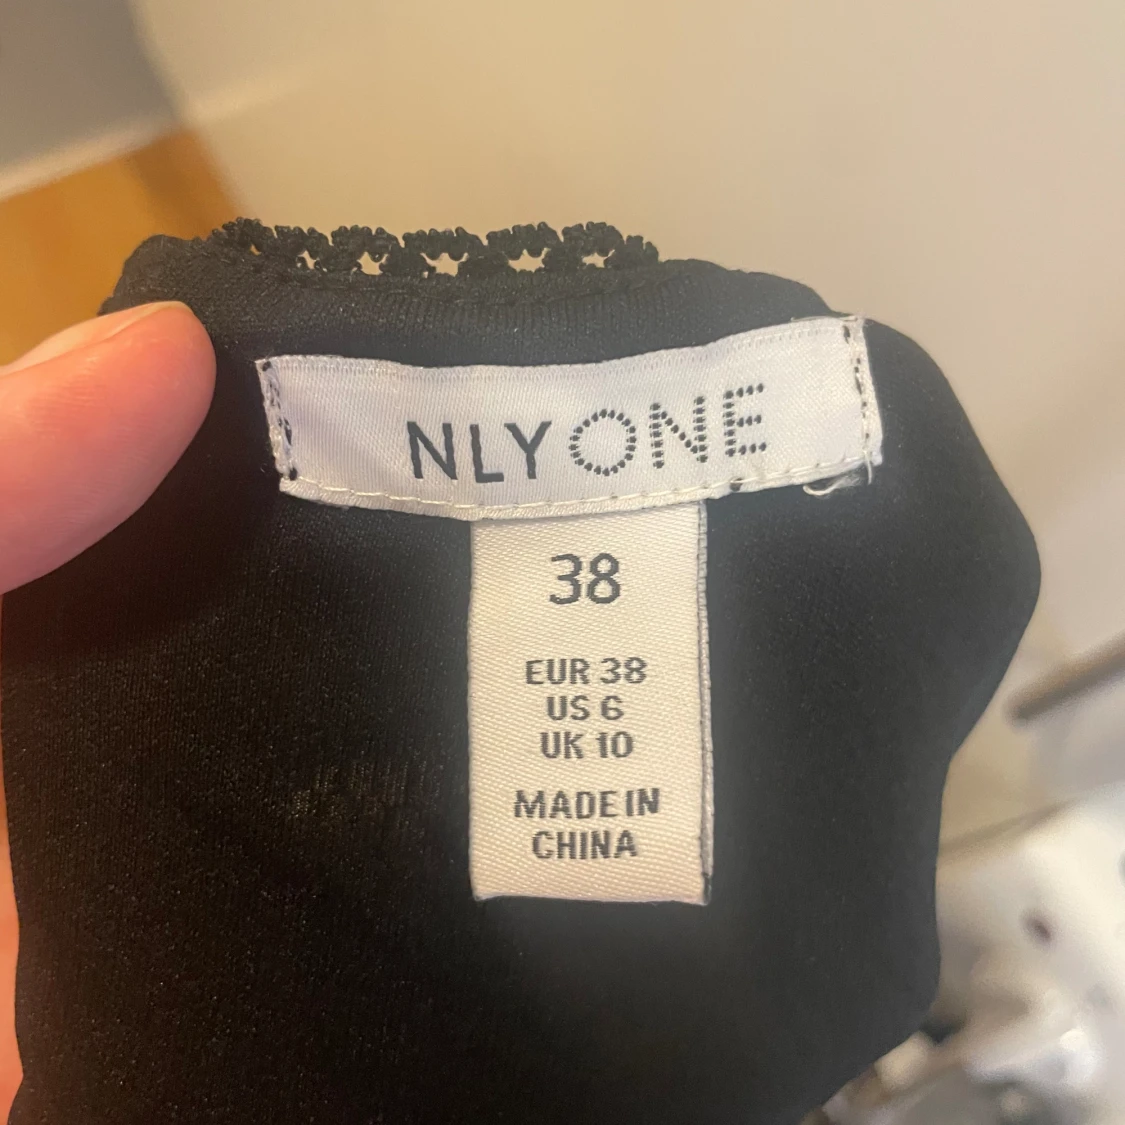 NLY ONE
38
EUR 38
US 6
UK 10
MADE IN
CHINA